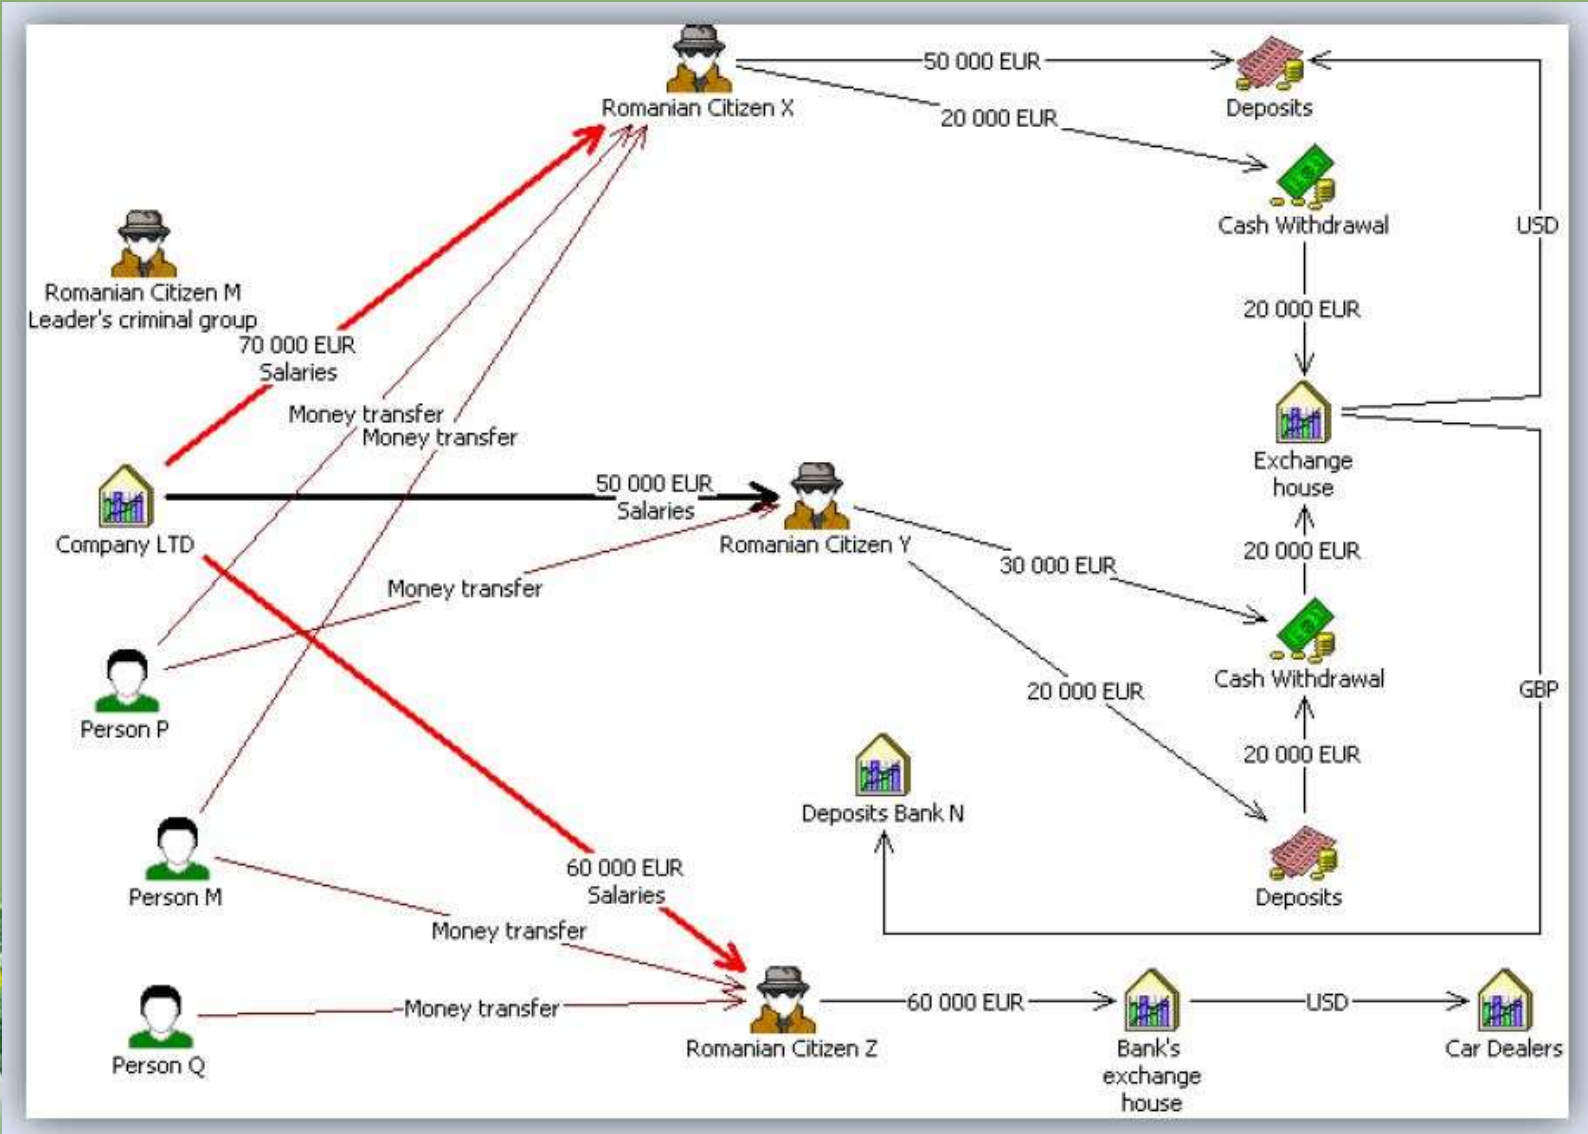 50 000 EUR
Romanian Citizen X
Deposits
20 000 EUR
Cash Withdrawal
USD
Romanian Citizen M
Leader's criminal group
20 000 EUR
70 000 EUR
Salaries
Money transfer
Money transfer
Exchange
house
50 000 EUR
Salaries
Company LTD
Romanian Citizen Y
20 000 EUR
30 000 EUR
Money transfer
Cash Withdrawal
20 000 EUR
GBP
Person P
20 000 EUR
Deposits Bank N
60 000 EUR
Salaries
Person M
Deposits
Money transfer
Money transfer
60 000 EUR
USD
Person Q
Romanian Citizen Z
Bank's
exchange
house
Car Dealers